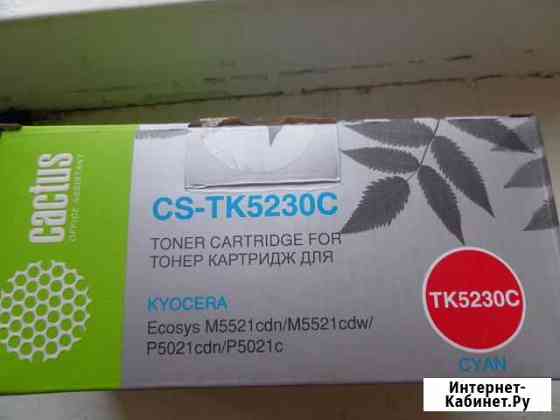 cactus
OFFICE ASSISTANT
CS-TK5230C
TONER CARTRIDGE FOR
ТОНЕР КАРТРИДЖ ДЛЯ
KYOCERA
Ecosys M5521cdn/M5521cdw/
P5021cdn/P5021c
TK5230C
CYAN
Интернет-
Кабинет.Ру